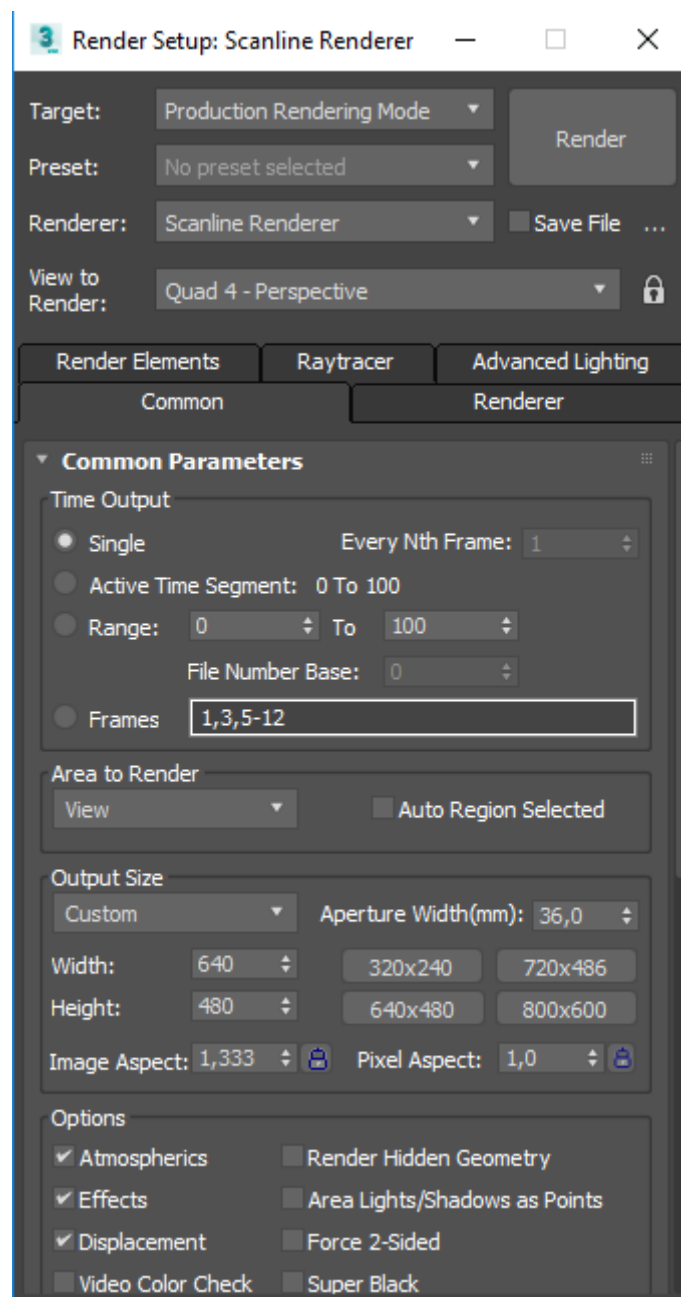 3 Render Setup: Scanline Renderer
Target: Production Rendering Mode
Render
Preset: No preset selected
Renderer: Scanline Renderer Save File ...
View to Render: Quad 4 - Perspective
Render Elements Raytracer Advanced Lighting
Common Renderer
Common Parameters
Time Output
Single Every Nth Frame: 1
Active Time Segment: 0 To 100
Range: 0 To 100
File Number Base: 0
Frames 1,3,5-12
Area to Render
View Auto Region Selected
Output Size
Custom Aperture Width(mm): 36,0
Width: 640 320x240 720x486
Height: 480 640x480 800x600
Image Aspect: 1,333 Pixel Aspect: 1,0
Options
Atmospherics Render Hidden Geometry
Effects Area Lights/Shadows as Points
Displacement Force 2-Sided
Video Color Check Super Black